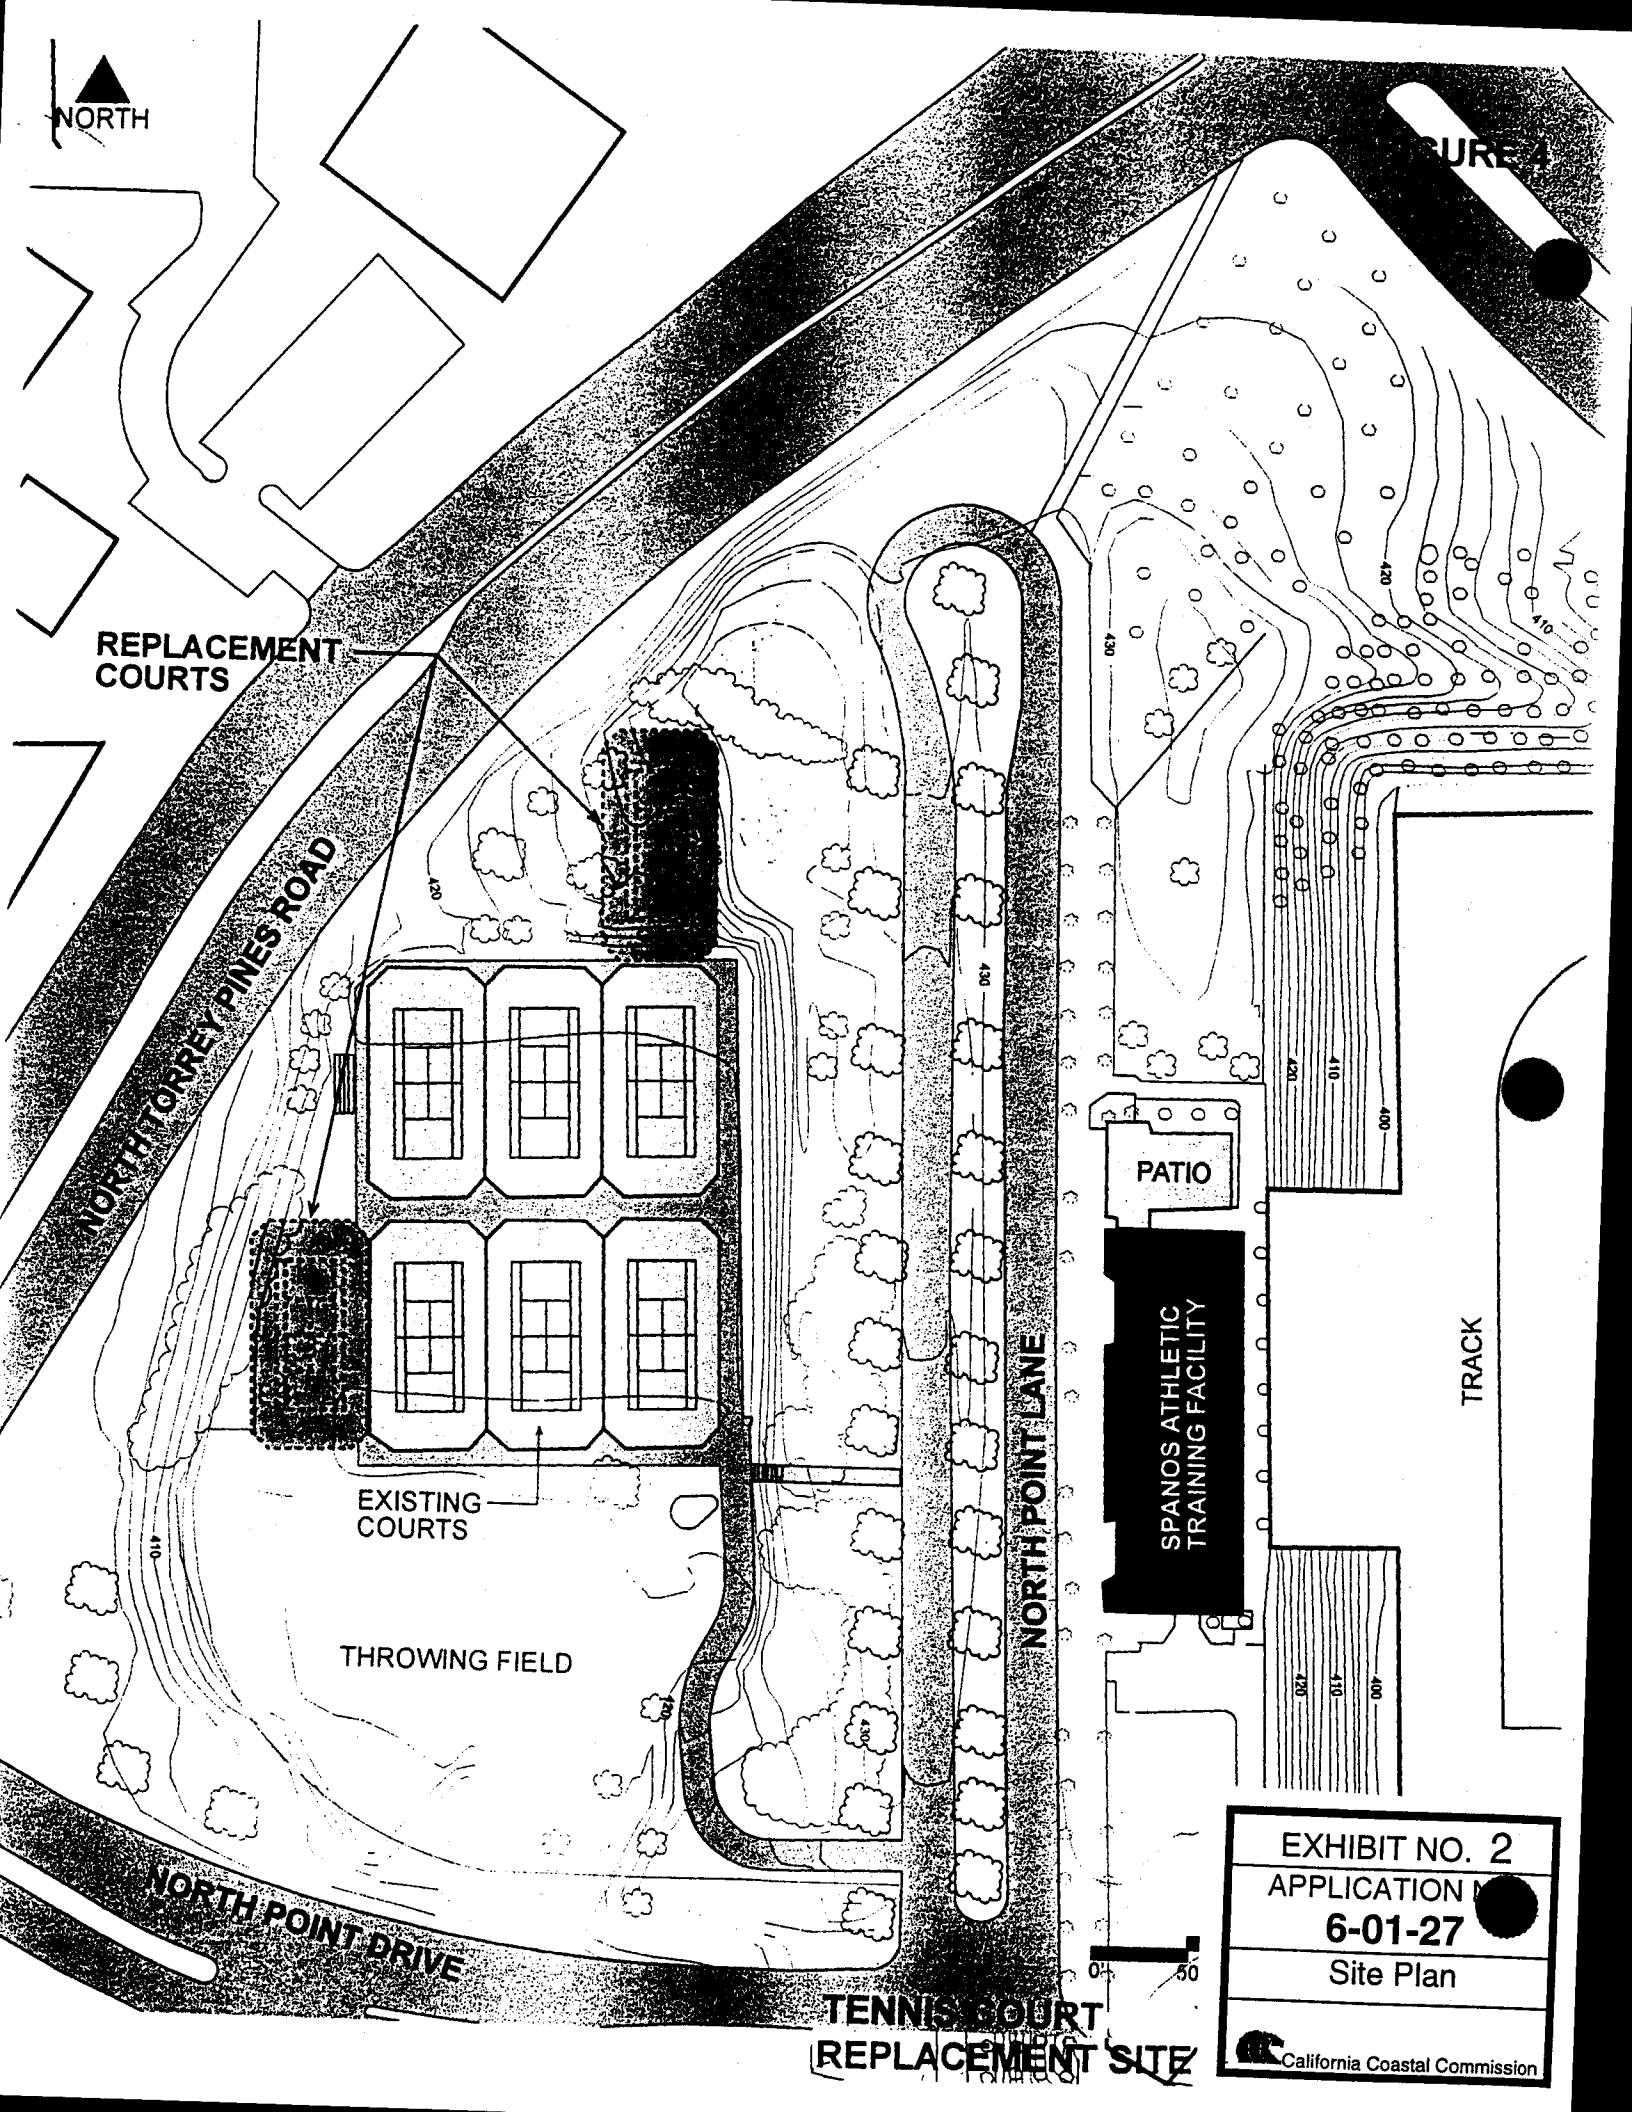 NORTH
REPLACEMENT
COURTS
420
430
420
410
NORTH TORREY PINES ROAD
430
420
410
400
PATIO
SPANOS ATHLETIC
TRAINING FACILITY
TRACK
NORTH POINT LANE
EXISTING
COURTS
410
THROWING FIELD
420
430
420
410
400
NORTH POINT DRIVE
0
50
TENNIS COURT
REPLACEMENT SITE
EXHIBIT NO. 2
APPLICATION
6-01-27
Site Plan
California Coastal Commission